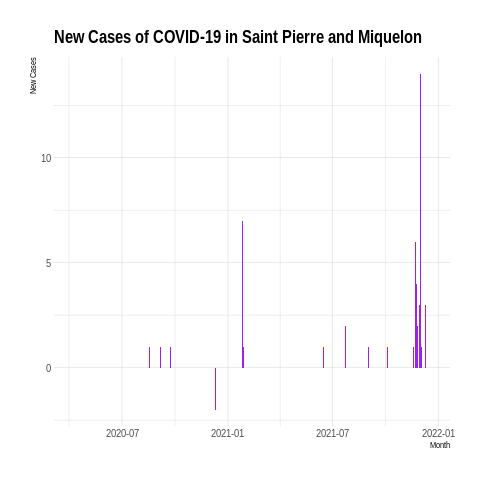 New Cases of COVID-19 in Saint Pierre and Miquelon
New Cases
10
5
0
2020-07 2021-01 2021-07 2022-01
Month